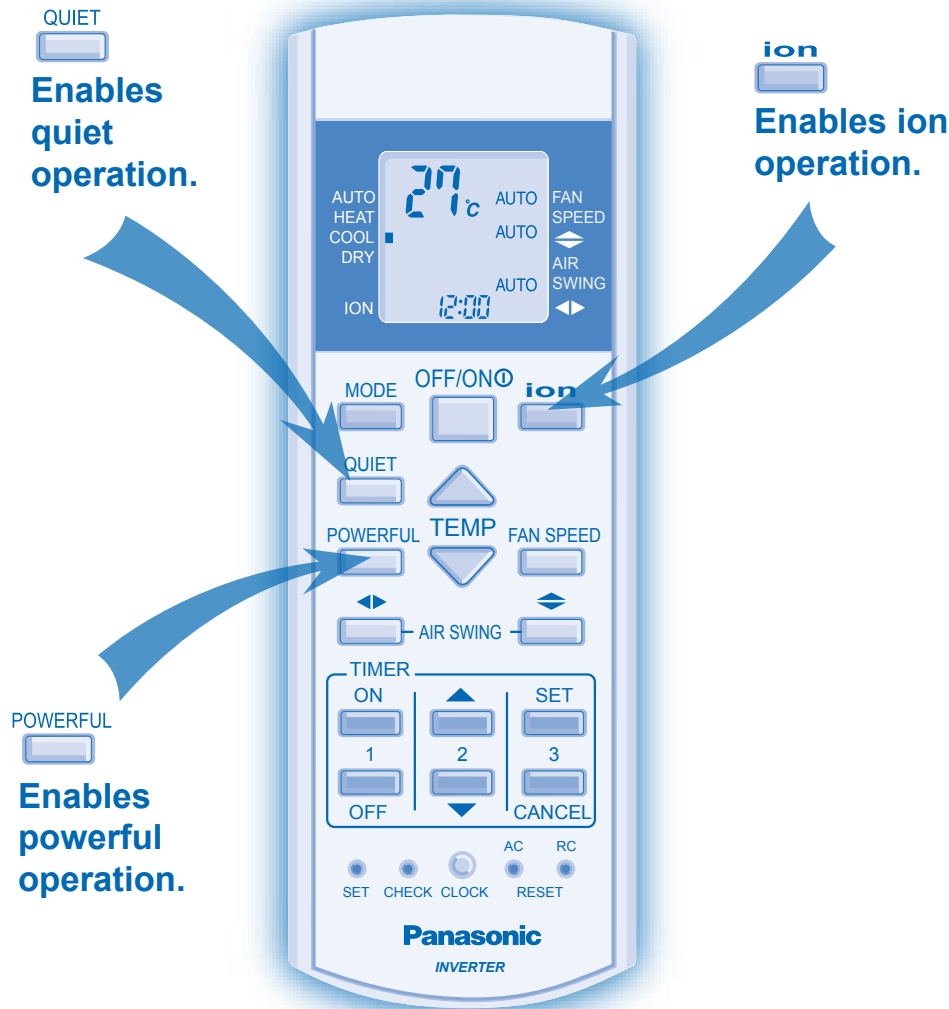 QUIET
Enables
quiet
operation.
ion
Enables ion
operation.
AUTO
HEAT
COOL
DRY
ION
27°c
AUTO
AUTO
AUTO
12:00
FAN
SPEED
AIR
SWING
MODE
OFF/ON
ion
QUIET
POWERFUL
TEMP
FAN SPEED
AIR SWING
TIMER
ON
SET
1
2
3
OFF
CANCEL
POWERFUL
Enables
powerful
operation.
AC
RC
SET
CHECK
CLOCK
RESET
Panasonic
INVERTER